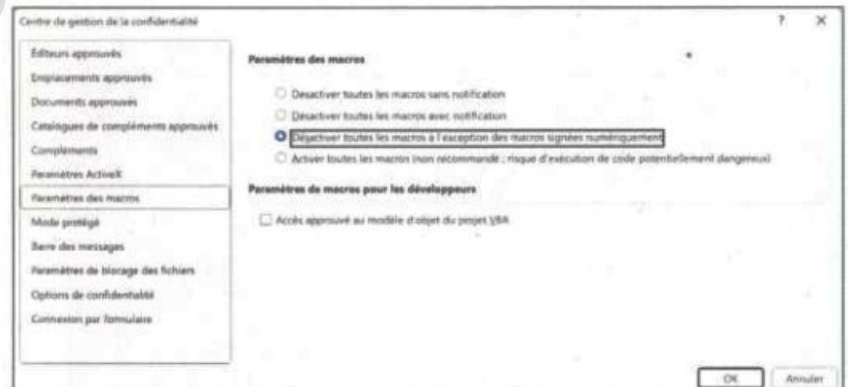 Centre de gestion de la confidentialité
? ×
Éditeurs approuvés
Emplacements approuvés
Documents approuvés
Catalogues de compléments approuvés
Compléments
Paramètres ActiveX
Paramètres des macros
Mode protégé
Barre des messages
Paramètres de blocage des fichiers
Options de confidentialité
Connexion par formulaire
Paramètres des macros
Désactiver toutes les macros sans notification
Désactiver toutes les macros avec notification
Désactiver toutes les macros à l'exception des macros signées numériquement
Activer toutes les macros (non recommandé ; risque d'exécution de code potentiellement dangereux)
Paramètres de macros pour les développeurs
Accès approuvé au modèle d'objet du projet VBA
OK
Annuler